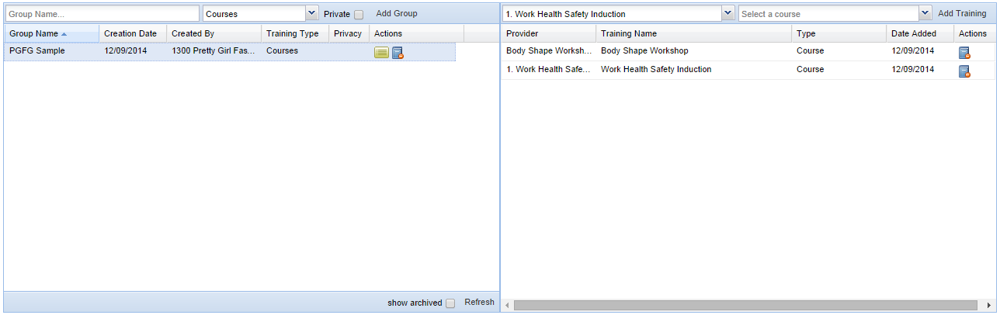 Group Name... Courses Private Add Group
Group Name Creation Date Created By Training Type Privacy Actions
PGFG Sample 12/09/2014 1300 Pretty Girl Fas... Courses
show archived Refresh
1. Work Health Safety Induction Select a course Add Training
Provider Training Name Type Date Added Actions
Body Shape Worksh... Body Shape Workshop Course 12/09/2014
1. Work Health Safe... Work Health Safety Induction Course 12/09/2014